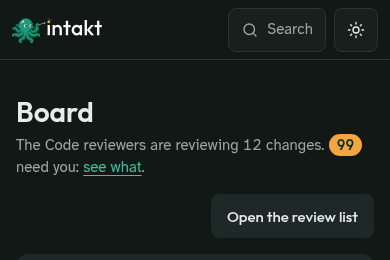 intakt
Search
Board
The Code reviewers are reviewing 12 changes. 99
need you: see what.
Open the review list